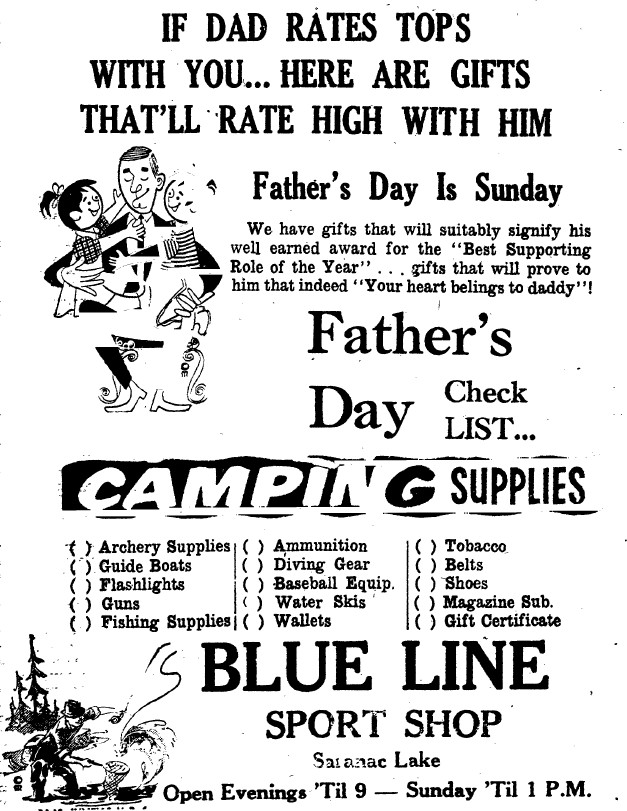 IF DAD RATES TOPS
WITH YOU... HERE ARE GIFTS
THAT'LL RATE HIGH WITH HIM
Father's Day Is Sunday
We have gifts that will suitably signify his
well earned award for the "Best Supporting
Role of the Year" . . . gifts that will prove to
him that indeed "Your heart belings to daddy"!
Father's
Day Check
LIST...
CAMPING SUPPLIES
( ) Archery Supplies ( ) Ammunition ( ) Tobacco
( ) Guide Boats ( ) Diving Gear ( ) Belts
( ) Flashlights ( ) Baseball Equip. ( ) Shoes
( ) Guns ( ) Water Skis ( ) Magazine Sub.
( ) Fishing Supplies ( ) Wallets ( ) Gift Certificate
BLUE LINE
SPORT SHOP
Saranac Lake
Open Evenings 'Til 9 — Sunday 'Til 1 P.M.